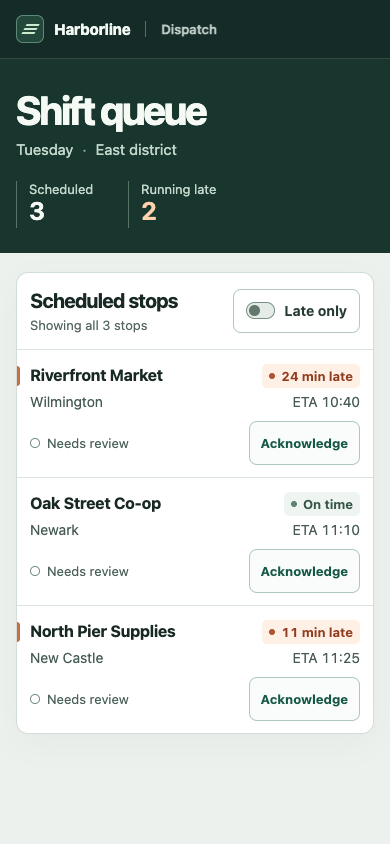 Harborline Dispatch
Shift queue
Tuesday · East district
Scheduled Running late
3 2
Scheduled stops
Showing all 3 stops
Late only
Riverfront Market 24 min late
Wilmington ETA 10:40
Needs review Acknowledge
Oak Street Co-op On time
Newark ETA 11:10
Needs review Acknowledge
North Pier Supplies 11 min late
New Castle ETA 11:25
Needs review Acknowledge